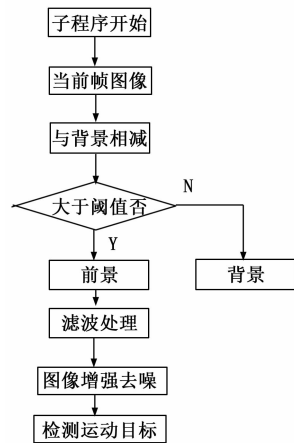 子程序开始
当前帧图像
与背景相减
大于阈值否
N
Y
前景
背景
滤波处理
图像增强去噪
检测运动目标